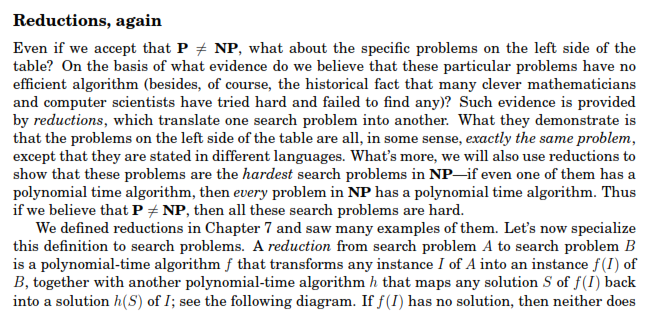 Reductions, again
Even if we accept that P ≠ NP, what about the specific problems on the left side of the
table? On the basis of what evidence do we believe that these particular problems have no
efficient algorithm (besides, of course, the historical fact that many clever mathematicians
and computer scientists have tried hard and failed to find any)? Such evidence is provided
by reductions, which translate one search problem into another. What they demonstrate is
that the problems on the left side of the table are all, in some sense, exactly the same problem,
except that they are stated in different languages. What's more, we will also use reductions to
show that these problems are the hardest search problems in NP—if even one of them has a
polynomial time algorithm, then every problem in NP has a polynomial time algorithm. Thus
if we believe that P ≠ NP, then all these search problems are hard.
We defined reductions in Chapter 7 and saw many examples of them. Let's now specialize
this definition to search problems. A reduction from search problem A to search problem B
is a polynomial-time algorithm f that transforms any instance I of A into an instance f(I) of
B, together with another polynomial-time algorithm h that maps any solution S of f(I) back
into a solution h(S) of I; see the following diagram. If f(I) has no solution, then neither does